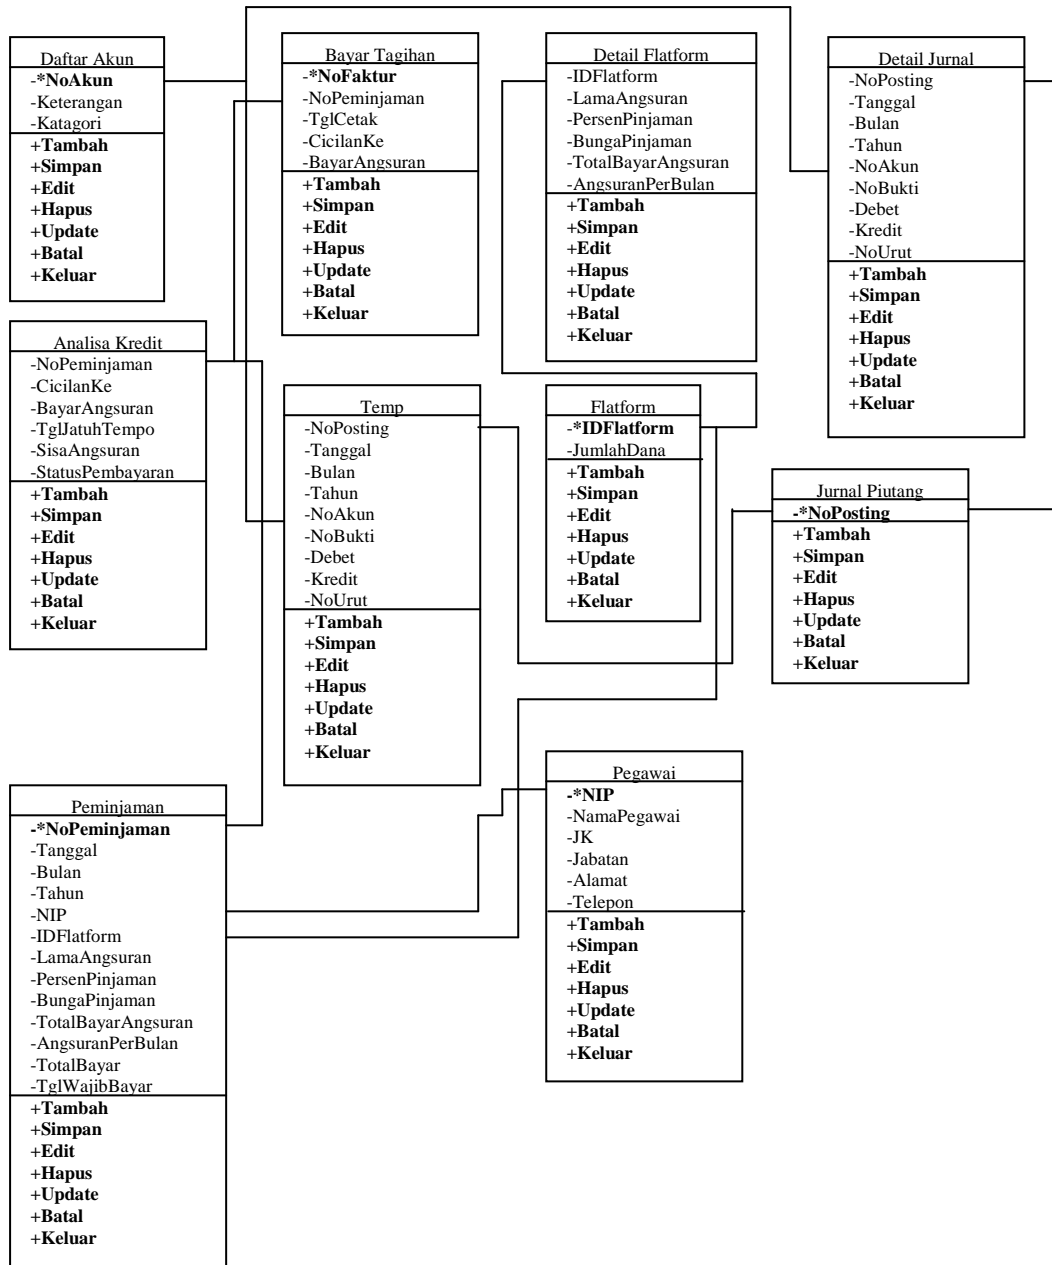 Daftar Akun
-*NoAkun
-Keterangan
-Katagori
+Tambah
+Simpan
+Edit
+Hapus
+Update
+Batal
+Keluar
Bayar Tagihan
-*NoFaktur
-NoPeminjaman
-TglCetak
-CicilanKe
-BayarAngsuran
+Tambah
+Simpan
+Edit
+Hapus
+Update
+Batal
+Keluar
Detail Flatform
-IDFlatform
-LamaAngsuran
-PersenPinjaman
-BungaPinjaman
-TotalBayarAngsuran
-AngsuranPerBulan
+Tambah
+Simpan
+Edit
+Hapus
+Update
+Batal
+Keluar
Detail Jurnal
-NoPosting
-Tanggal
-Bulan
-Tahun
-NoAkun
-NoBukti
-Debet
-Kredit
-NoUrut
+Tambah
+Simpan
+Edit
+Hapus
+Update
+Batal
+Keluar
Analisa Kredit
-NoPeminjaman
-CicilanKe
-BayarAngsuran
-TglJatuhTempo
-SisaAngsuran
-StatusPembayaran
+Tambah
+Simpan
+Edit
+Hapus
+Update
+Batal
+Keluar
Temp
-NoPosting
-Tanggal
-Bulan
-Tahun
-NoAkun
-NoBukti
-Debet
-Kredit
-NoUrut
+Tambah
+Simpan
+Edit
+Hapus
+Update
+Batal
+Keluar
Flatform
-*IDFlatform
-JumlahDana
+Tambah
+Simpan
+Edit
+Hapus
+Update
+Batal
+Keluar
Jurnal Piutang
-*NoPosting
+Tambah
+Simpan
+Edit
+Hapus
+Update
+Batal
+Keluar
Peminjaman
-*NoPeminjaman
-Tanggal
-Bulan
-Tahun
-NIP
-IDFlatform
-LamaAngsuran
-PersenPinjaman
-BungaPinjaman
-TotalBayarAngsuran
-AngsuranPerBulan
-TotalBayar
-TglWajibBayar
+Tambah
+Simpan
+Edit
+Hapus
+Update
+Batal
+Keluar
Pegawai
-*NIP
-NamaPegawai
-JK
-Jabatan
-Alamat
-Telepon
+Tambah
+Simpan
+Edit
+Hapus
+Update
+Batal
+Keluar